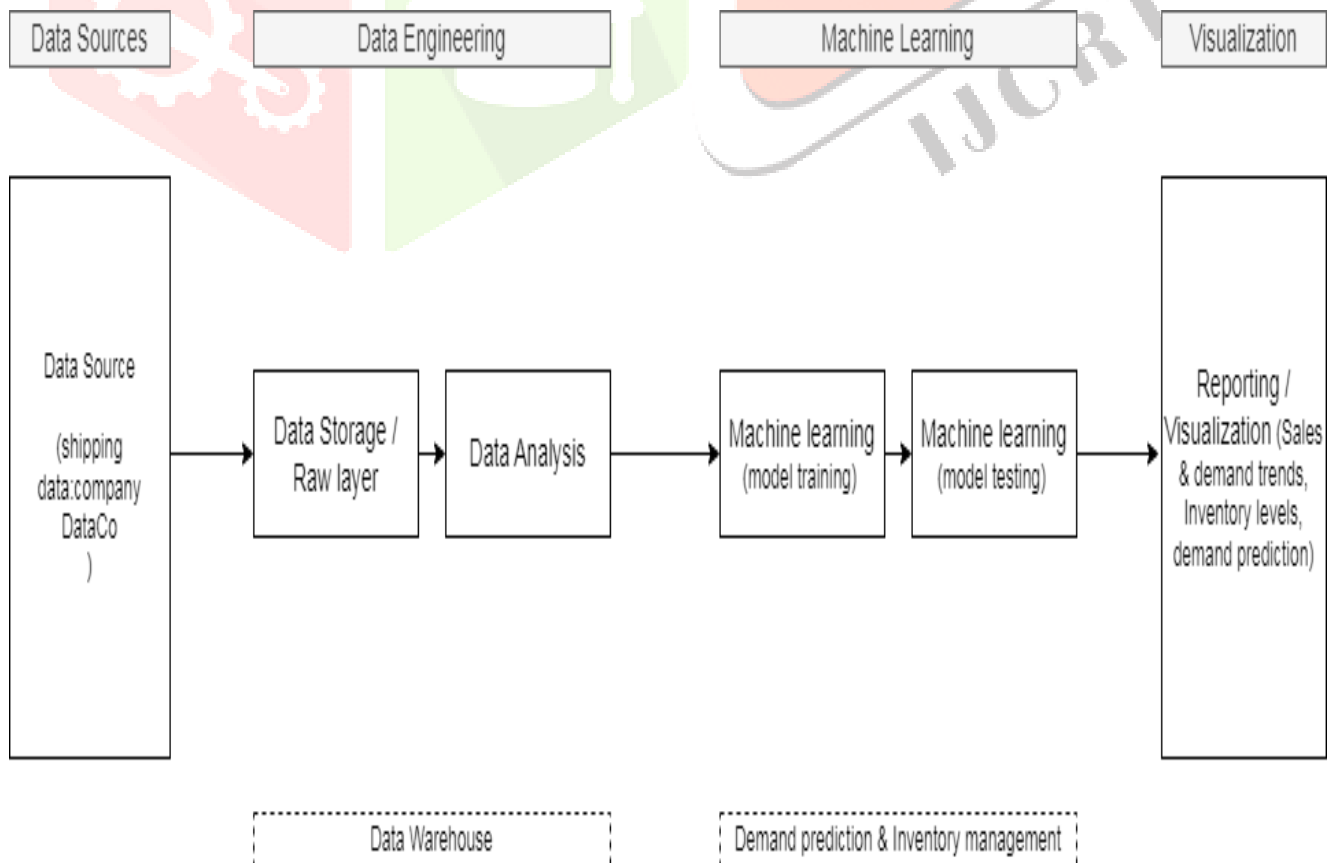 Data Sources
Data Engineering
Machine Learning
Visualization
IJCRT
Data Source
(shipping
data:company
DataCo
)
Data Storage /
Raw layer
Data Analysis
Machine learning
(model training)
Machine learning
(model testing)
Reporting /
Visualization (Sales
& demand trends,
Inventory levels,
demand prediction)
Data Warehouse
Demand prediction & Inventory management